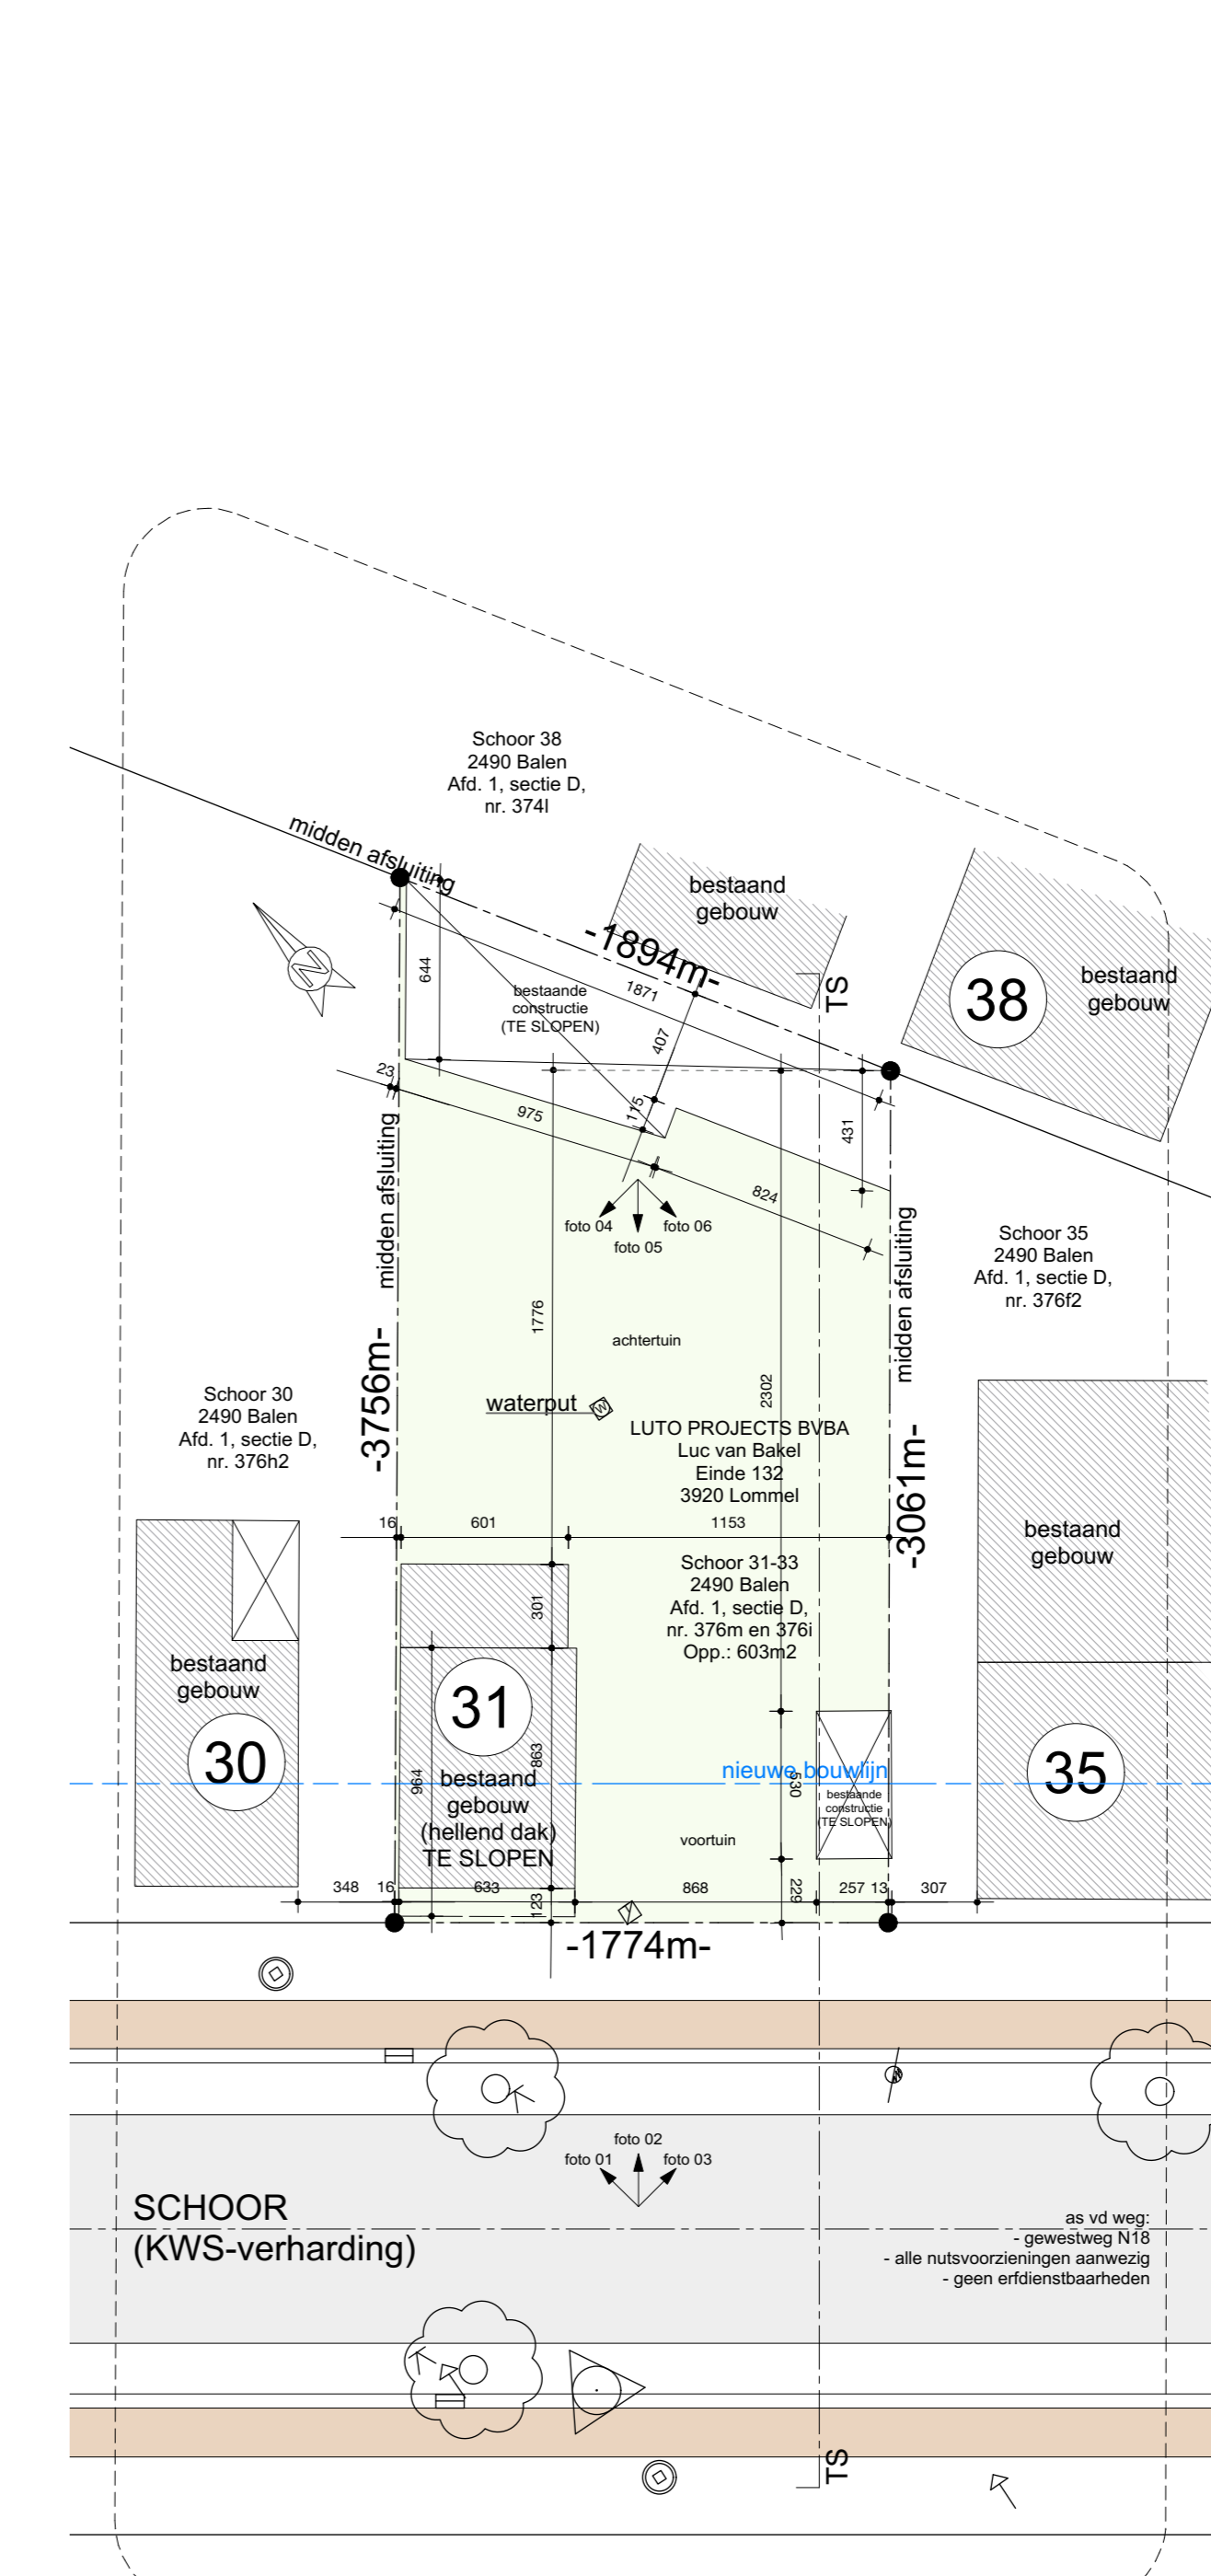 Schoor 38
2490 Balen
Afd. 1, sectie D,
nr. 374l
midden afsluiting
bestaand
gebouw
-1894m-
1871
TS
38
bestaand
gebouw
N
644
bestaande
constructie
(TE SLOPEN)
407
115
23
975
431
824
midden afsluiting
foto 04
foto 06
foto 05
midden afsluiting
Schoor 35
2490 Balen
Afd. 1, sectie D,
nr. 376f2
1776
achtertuin
2302
-3756m-
Schoor 30
2490 Balen
Afd. 1, sectie D,
nr. 376h2
waterput
W
LUTO PROJECTS BVBA
Luc van Bakel
Einde 132
3920 Lommel
-3061m-
16
601
1153
bestaand
gebouw
Schoor 31-33
2490 Balen
Afd. 1, sectie D,
nr. 376m en 376i
Opp.: 603m2
301
bestaand
gebouw
30
31
863
964
bestaand
gebouw
(hellend dak)
TE SLOPEN
nieuwe bouwlijn
530
bestaande
constructie
(TE SLOPEN)
35
voortuin
348
16
633
123
868
229
257
13
307
-1774m-
foto 02
foto 01
foto 03
SCHOOR
(KWS-verharding)
as vd weg:
- gewestweg N18
- alle nutsvoorzieningen aanwezig
- geen erfdienstbaarheden
TS